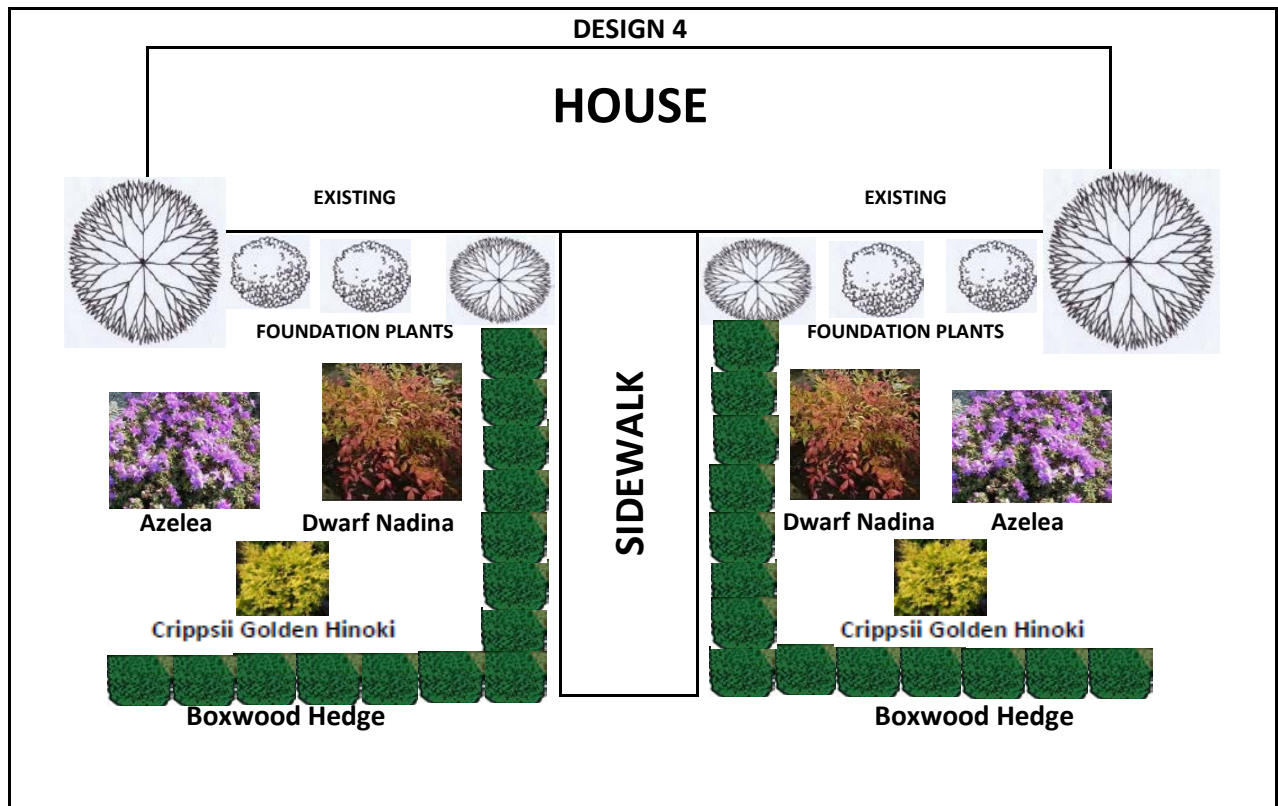 DESIGN 4
HOUSE
EXISTING
EXISTING
FOUNDATION PLANTS
FOUNDATION PLANTS
SIDEWALK
Azelea
Dwarf Nadina
Dwarf Nadina
Azelea
Crippsii Golden Hinoki
Crippsii Golden Hinoki
Boxwood Hedge
Boxwood Hedge